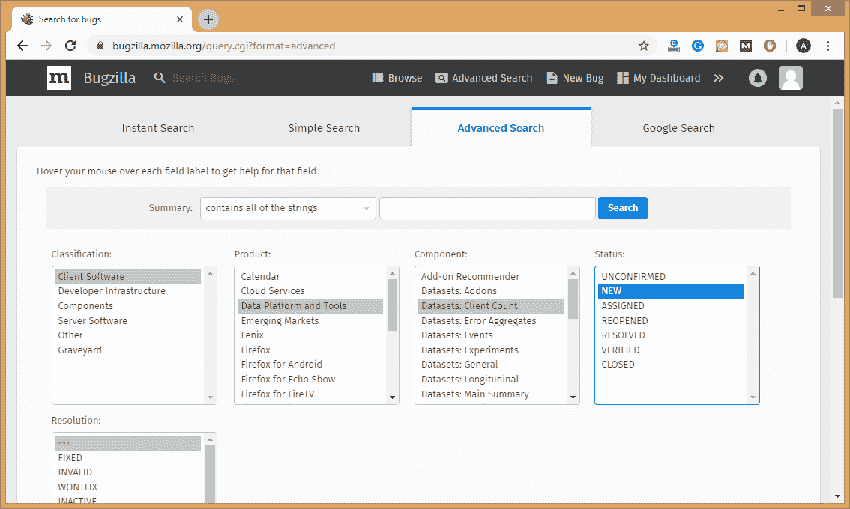 Search for bugs
bugzilla.mozilla.org/query.cgi?format=advanced
A
m Bugzilla Search Bugs Browse Advanced Search New Bug My Dashboard
Instant Search Simple Search Advanced Search Google Search
Hover your mouse over each field label to get help for that field.
Summary: contains all of the strings Search
Classification: Product: Component: Status:
Client Software Calendar Add-on Recommender UNCONFIRMED
Developer Infrastructure Cloud Services Datasets: Addons NEW
Components Data Platform and Tools Datasets: Client Count ASSIGNED
Server Software Emerging Markets Datasets: Error Aggregates REOPENED
Other Fenix Datasets: Events RESOLVED
Graveyard Firefox Datasets: Experiments VERIFIED
Firefox for Android Datasets: General CLOSED
Firefox for Echo Show Datasets: Longitudinal
Firefox for FireTV Datasets: Main Summary
Resolution:
---
FIXED
INVALID
WONTFIX
INACTIVE